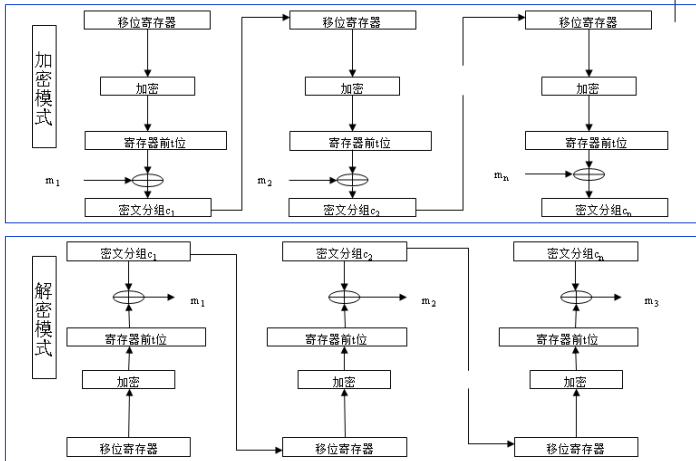 加密模式
移位寄存器 移位寄存器 移位寄存器
加密 加密 加密
寄存器前t位 寄存器前t位 寄存器前t位
m1 m2 mn
密文分组c1 密文分组c2 密文分组cn
解密模式
密文分组c1 密文分组c2 密文分组cn
m1 m2 m3
寄存器前t位 寄存器前t位 寄存器前t位
加密 加密 加密
移位寄存器 移位寄存器 移位寄存器